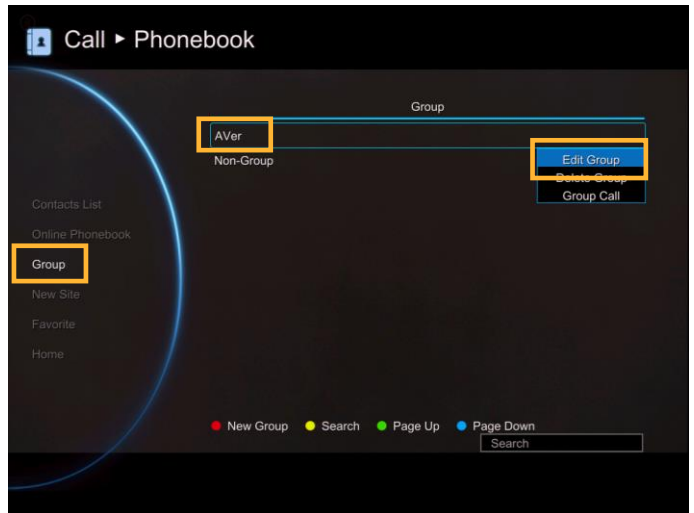 Call ▸ Phonebook
Group
AVer
Non-Group
Edit Group
Delete Group
Group Call
Contacts List
Online Phonebook
Group
New Site
Favorite
Home
New Group Search Page Up Page Down
Search